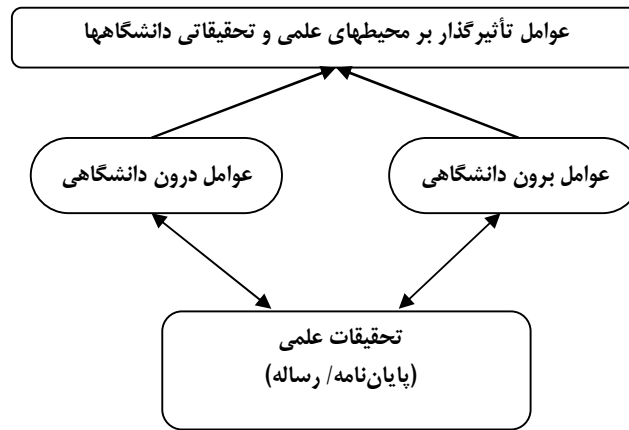 عوامل تأثیرگذار بر محیطهای علمی و تحقیقاتی دانشگاهها
عوامل برون دانشگاهی
عوامل درون دانشگاهی
تحقیقات علمی
(پایان‌نامه/ رساله)